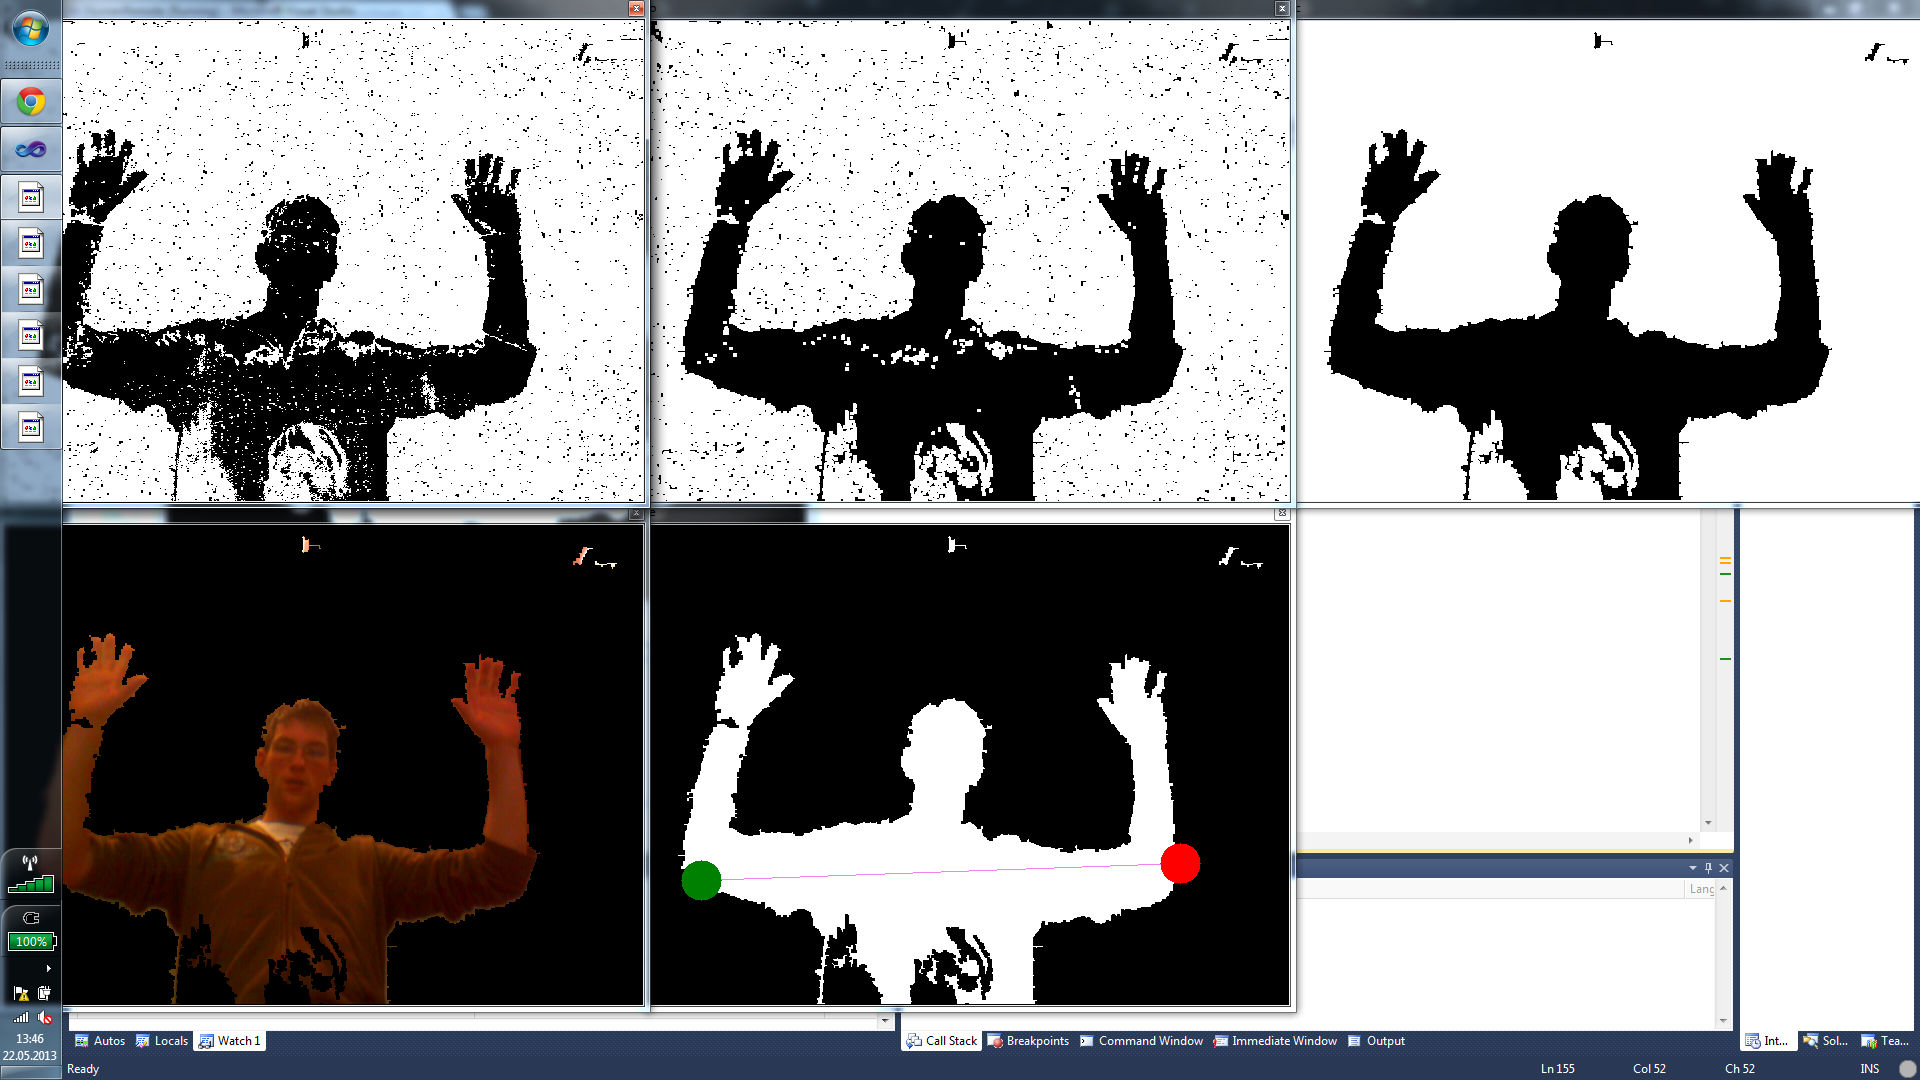 Lang
100%
13:46
22.05.2013
Autos
Locals
Watch 1
Call Stack
Breakpoints
Command Window
Immediate Window
Output
Int...
Sol...
Tea...
Ready
Ln 155
Col 52
Ch 52
INS